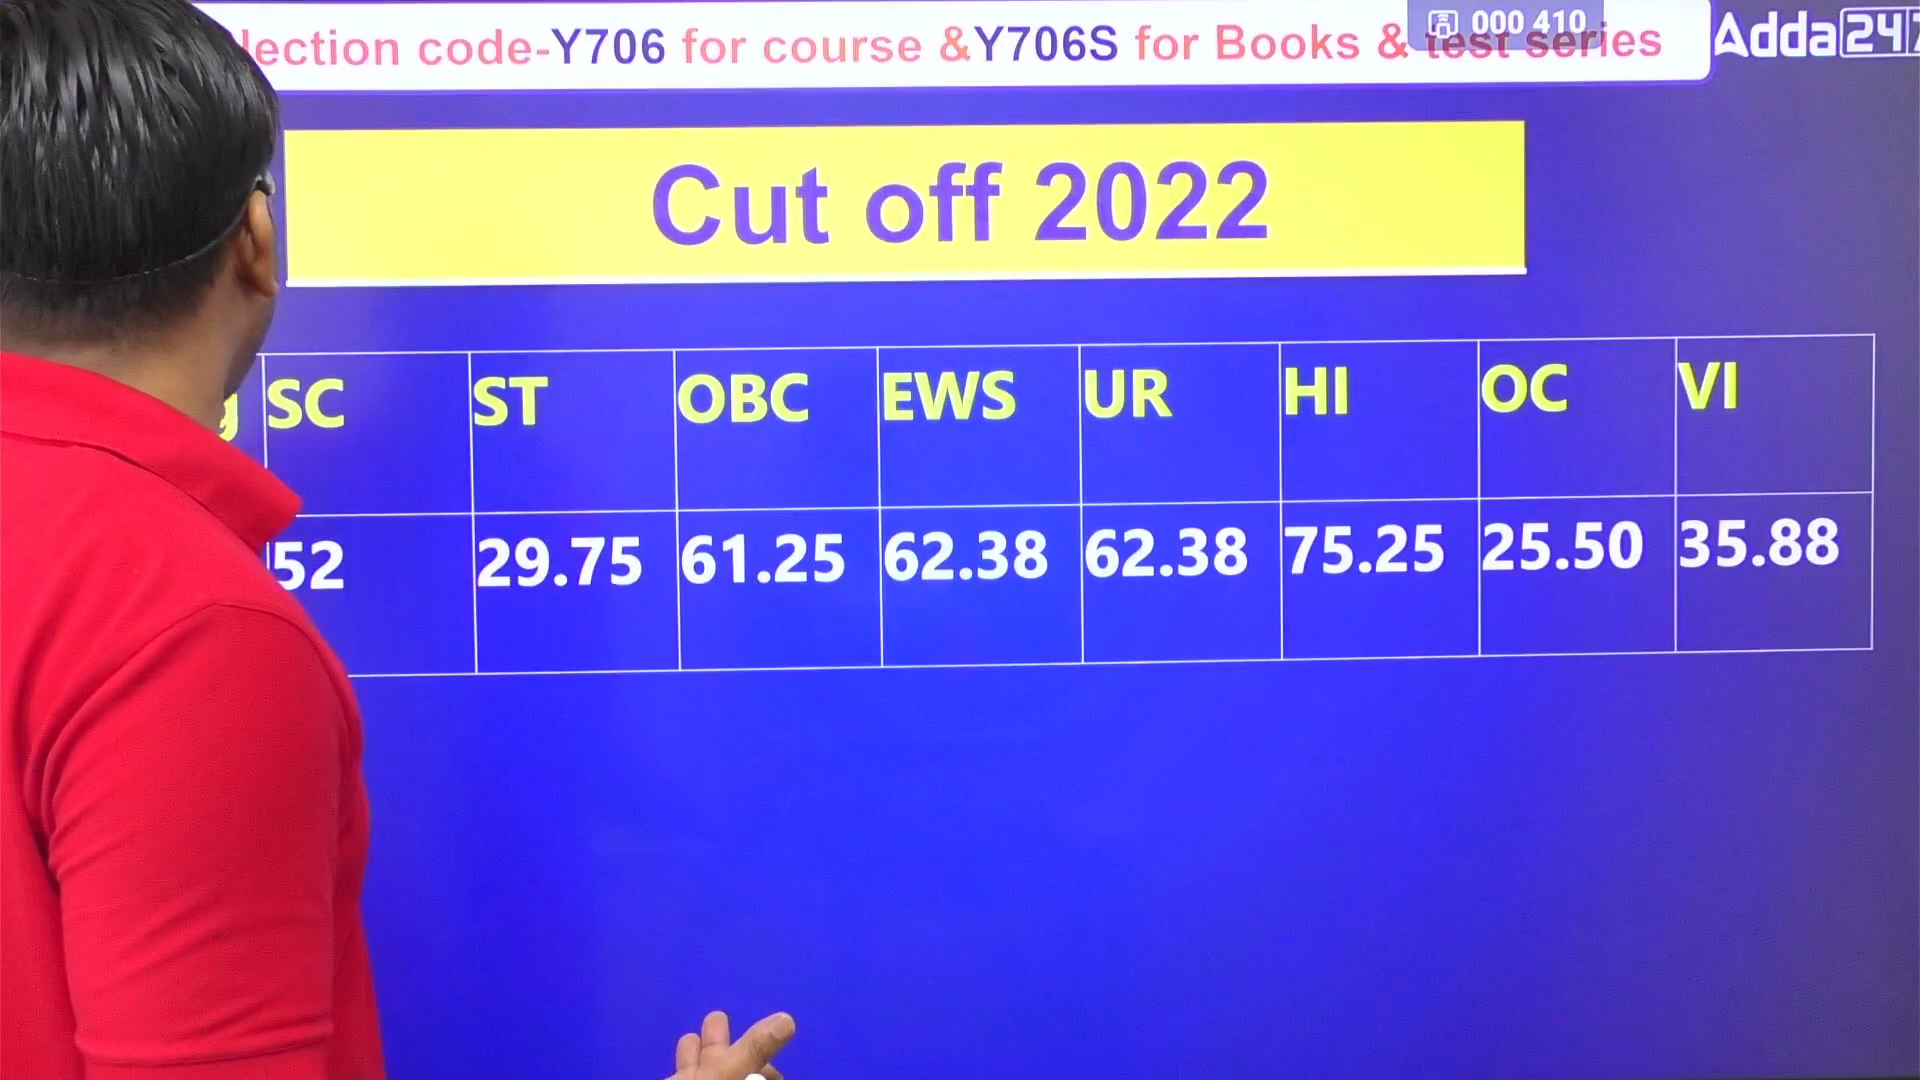 lection code-Y706 for course &Y706S for Books & test series
000 410
Adda247
Cut off 2022
g SC ST OBC EWS UR HI OC VI
52 29.75 61.25 62.38 62.38 75.25 25.50 35.88